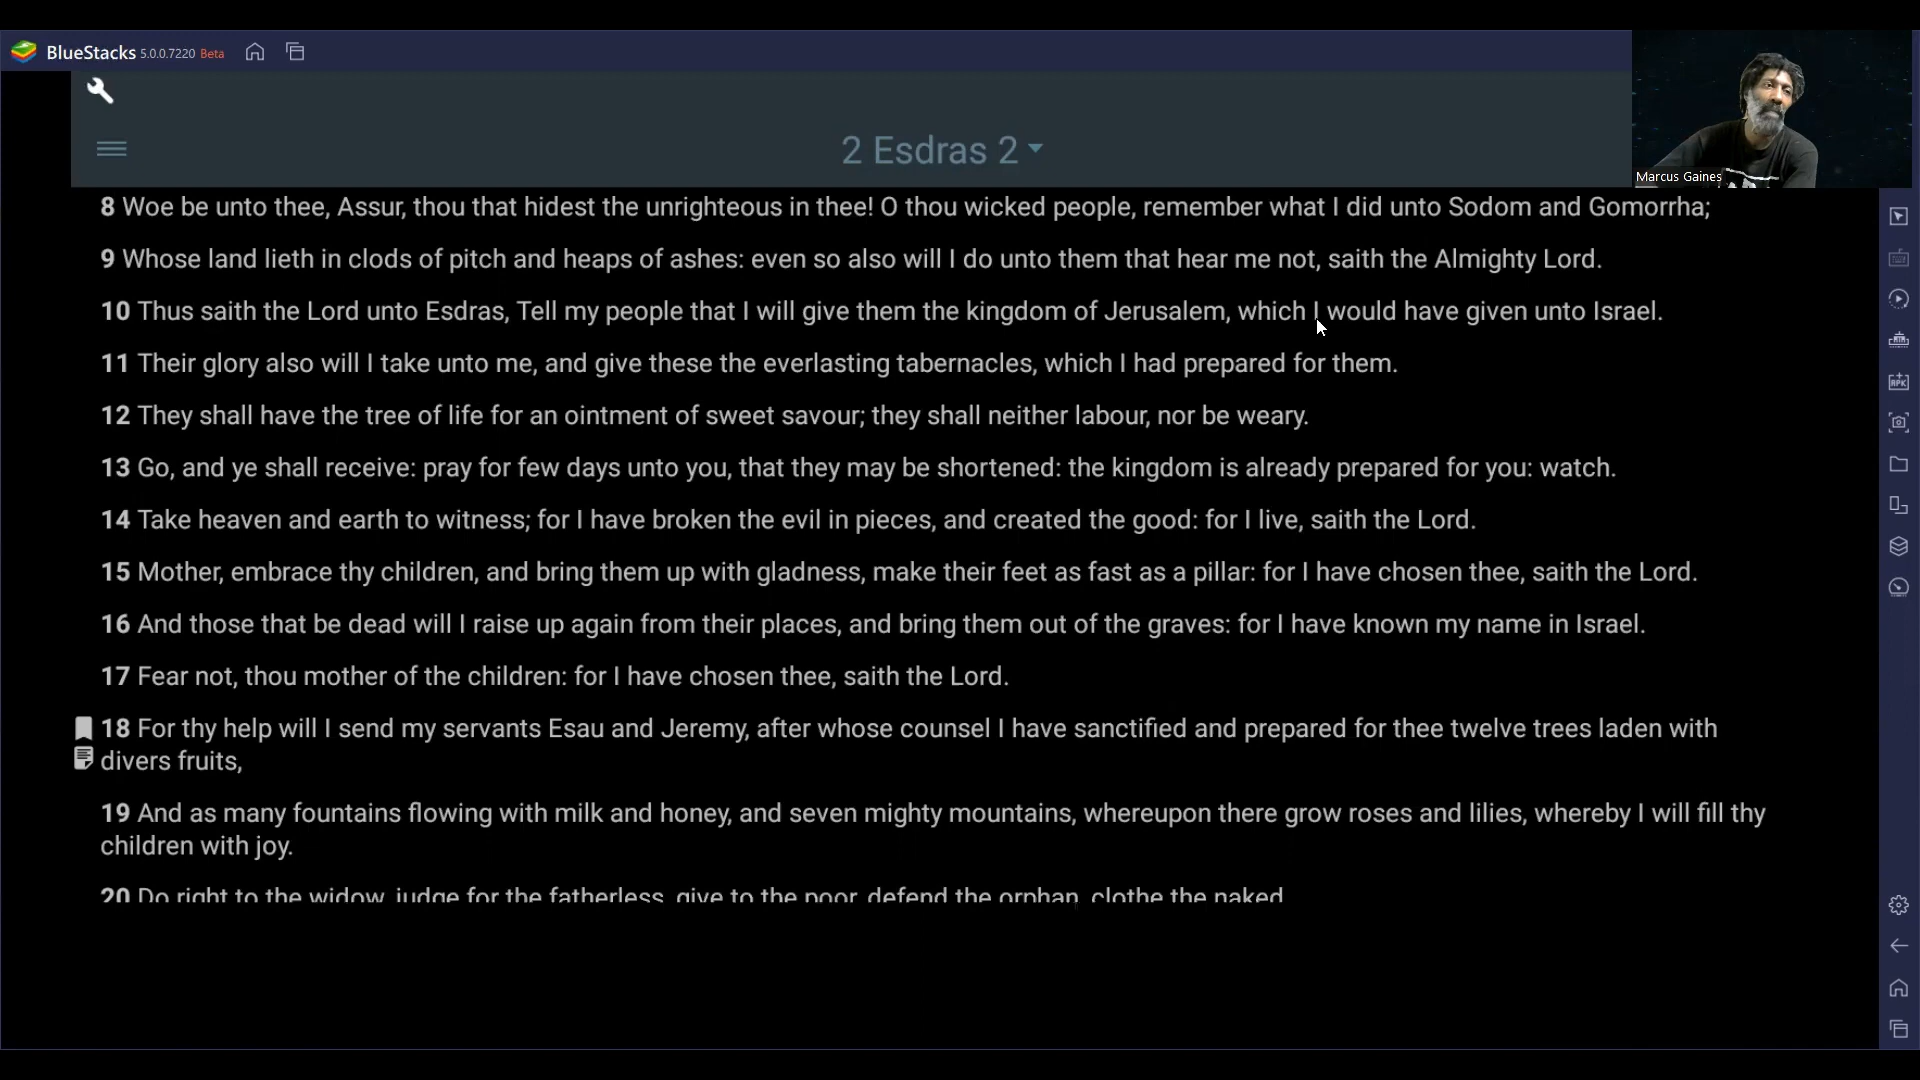 BlueStacks 5.0.0.7220 Beta
Marcus Gaines
2 Esdras 2
8 Woe be unto thee, Assur, thou that hidest the unrighteous in thee! O thou wicked people, remember what I did unto Sodom and Gomorrha;
9 Whose land lieth in clods of pitch and heaps of ashes: even so also will I do unto them that hear me not, saith the Almighty Lord.
10 Thus saith the Lord unto Esdras, Tell my people that I will give them the kingdom of Jerusalem, which I would have given unto Israel.
11 Their glory also will I take unto me, and give these the everlasting tabernacles, which I had prepared for them.
12 They shall have the tree of life for an ointment of sweet savour; they shall neither labour, nor be weary.
13 Go, and ye shall receive: pray for few days unto you, that they may be shortened: the kingdom is already prepared for you: watch.
14 Take heaven and earth to witness; for I have broken the evil in pieces, and created the good: for I live, saith the Lord.
15 Mother, embrace thy children, and bring them up with gladness, make their feet as fast as a pillar: for I have chosen thee, saith the Lord.
16 And those that be dead will I raise up again from their places, and bring them out of the graves: for I have known my name in Israel.
17 Fear not, thou mother of the children: for I have chosen thee, saith the Lord.
18 For thy help will I send my servants Esau and Jeremy, after whose counsel I have sanctified and prepared for thee twelve trees laden with
divers fruits,
19 And as many fountains flowing with milk and honey, and seven mighty mountains, whereupon there grow roses and lilies, whereby I will fill thy
children with joy.
20 Do right to the widow, judge for the fatherless, give to the poor, defend the orphan, clothe the naked